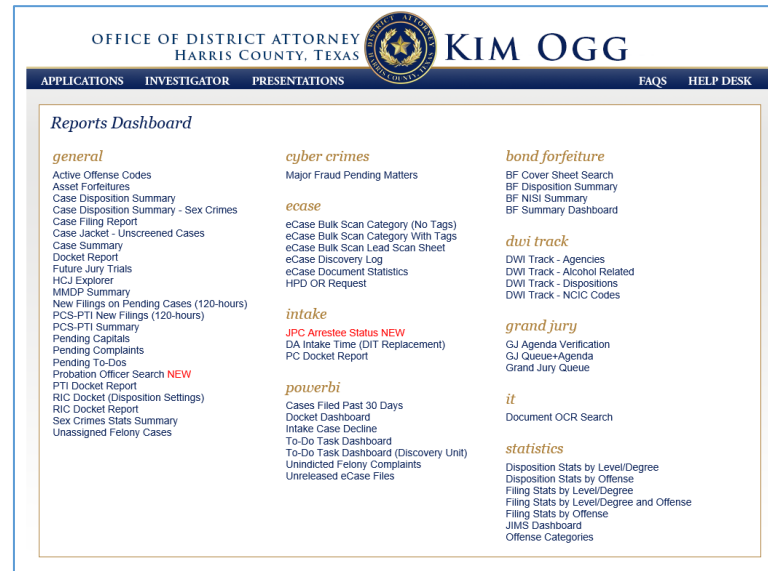 OFFICE OF DISTRICT ATTORNEY
HARRIS COUNTY, TEXAS
DISTRICT ATTORNEY
HARRIS COUNTY, TEXAS
KIM OGG
APPLICATIONS INVESTIGATOR PRESENTATIONS FAQS HELP DESK
Reports Dashboard
general
Active Offense Codes
Asset Forfeitures
Case Disposition Summary
Case Disposition Summary - Sex Crimes
Case Filing Report
Case Jacket - Unscreened Cases
Case Summary
Docket Report
Future Jury Trials
HCJ Explorer
MMDP Summary
New Filings on Pending Cases (120-hours)
PCS-PTI New Filings (120-hours)
PCS-PTI Summary
Pending Capitals
Pending Complaints
Pending To-Dos
Probation Officer Search NEW
PTI Docket Report
RIC Docket (Disposition Settings)
RIC Docket Report
Sex Crimes Stats Summary
Unassigned Felony Cases
cyber crimes
Major Fraud Pending Matters
ecase
eCase Bulk Scan Category (No Tags)
eCase Bulk Scan Category With Tags
eCase Bulk Scan Lead Scan Sheet
eCase Discovery Log
eCase Document Statistics
HPD OR Request
intake
JPC Arrestee Status NEW
DA Intake Time (DIT Replacement)
PC Docket Report
powerbi
Cases Filed Past 30 Days
Docket Dashboard
Intake Case Decline
To-Do Task Dashboard
To-Do Task Dashboard (Discovery Unit)
Unindicted Felony Complaints
Unreleased eCase Files
bond forfeiture
BF Cover Sheet Search
BF Disposition Summary
BF NISI Summary
BF Summary Dashboard
dwi track
DWI Track - Agencies
DWI Track - Alcohol Related
DWI Track - Dispositions
DWI Track - NCIC Codes
grand jury
GJ Agenda Verification
GJ Queue+Agenda
Grand Jury Queue
it
Document OCR Search
statistics
Disposition Stats by Level/Degree
Disposition Stats by Offense
Filing Stats by Level/Degree
Filing Stats by Level/Degree and Offense
Filing Stats by Offense
JIMS Dashboard
Offense Categories